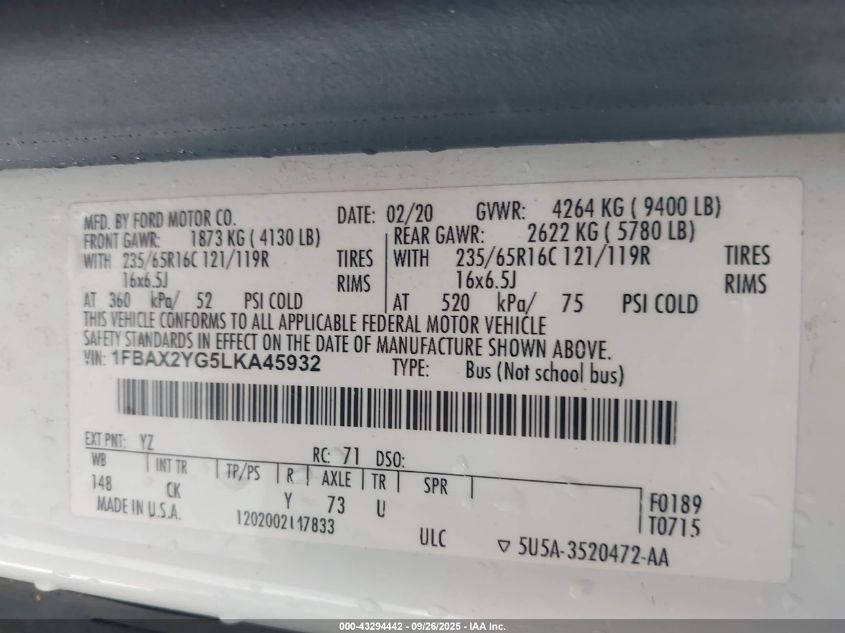 MFD. BY FORD MOTOR CO. DATE: 02/20 GVWR: 4264 KG ( 9400 LB)
FRONT GAWR: 1873 KG ( 4130 LB) REAR GAWR: 2622 KG ( 5780 LB)
WITH 235/65R16C 121/119R TIRES WITH 235/65R16C 121/119R TIRES
16x6.5J RIMS 16x6.5J RIMS
AT 360 kPa/ 52 PSI COLD AT 520 kPa/ 75 PSI COLD
THIS VEHICLE CONFORMS TO ALL APPLICABLE FEDERAL MOTOR VEHICLE
SAFETY STANDARDS IN EFFECT ON THE DATE OF MANUFACTURE SHOWN ABOVE.
VIN: 1FBAX2YG5LKA45932 TYPE: Bus (Not school bus)
EXT PNT: YZ RC: 71 DSO:
WB INT TR TP/PS R AXLE TR SPR
148 CK Y 73 U F0189
MADE IN U.S.A. 1202002117833 T0715
ULC ▽ 5U5A-3520472-AA
000-43294442 - 09/26/2025 - IAA Inc.